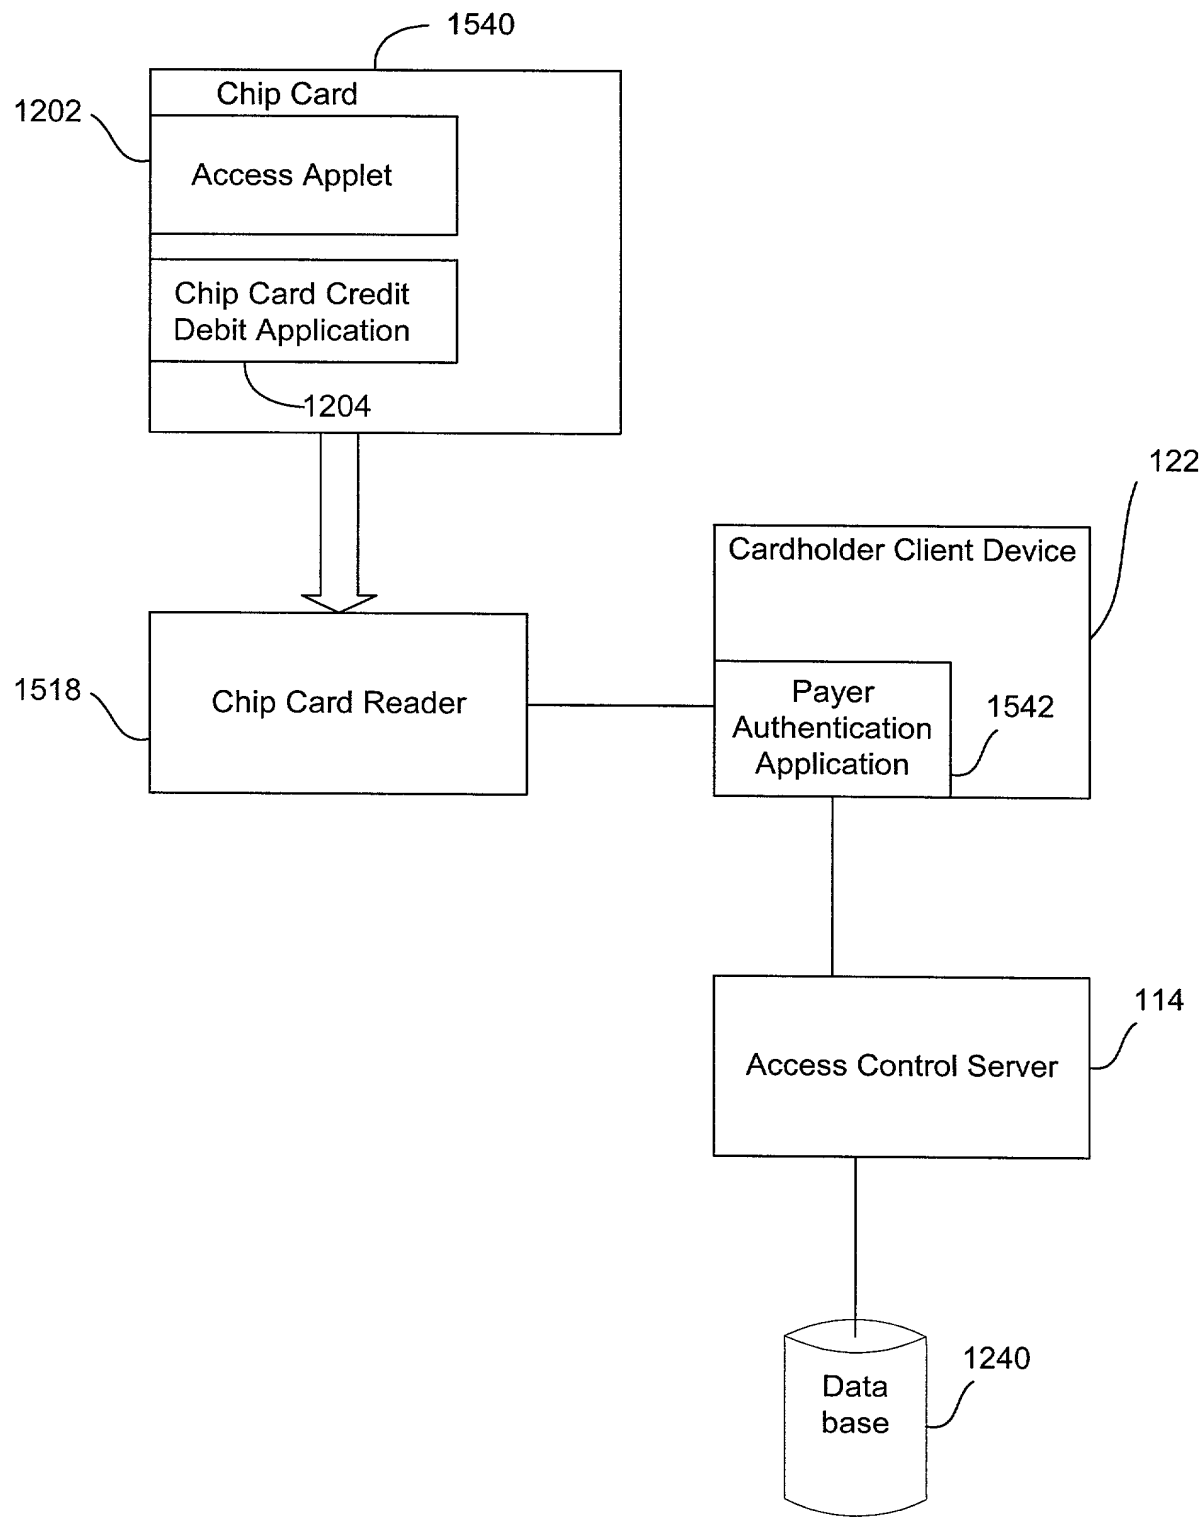 1540
Chip Card
1202
Access Applet
Chip Card Credit
Debit Application
1204
122
Cardholder Client Device
1518
Chip Card Reader
Payer
Authentication
Application
1542
114
Access Control Server
1240
Data
base